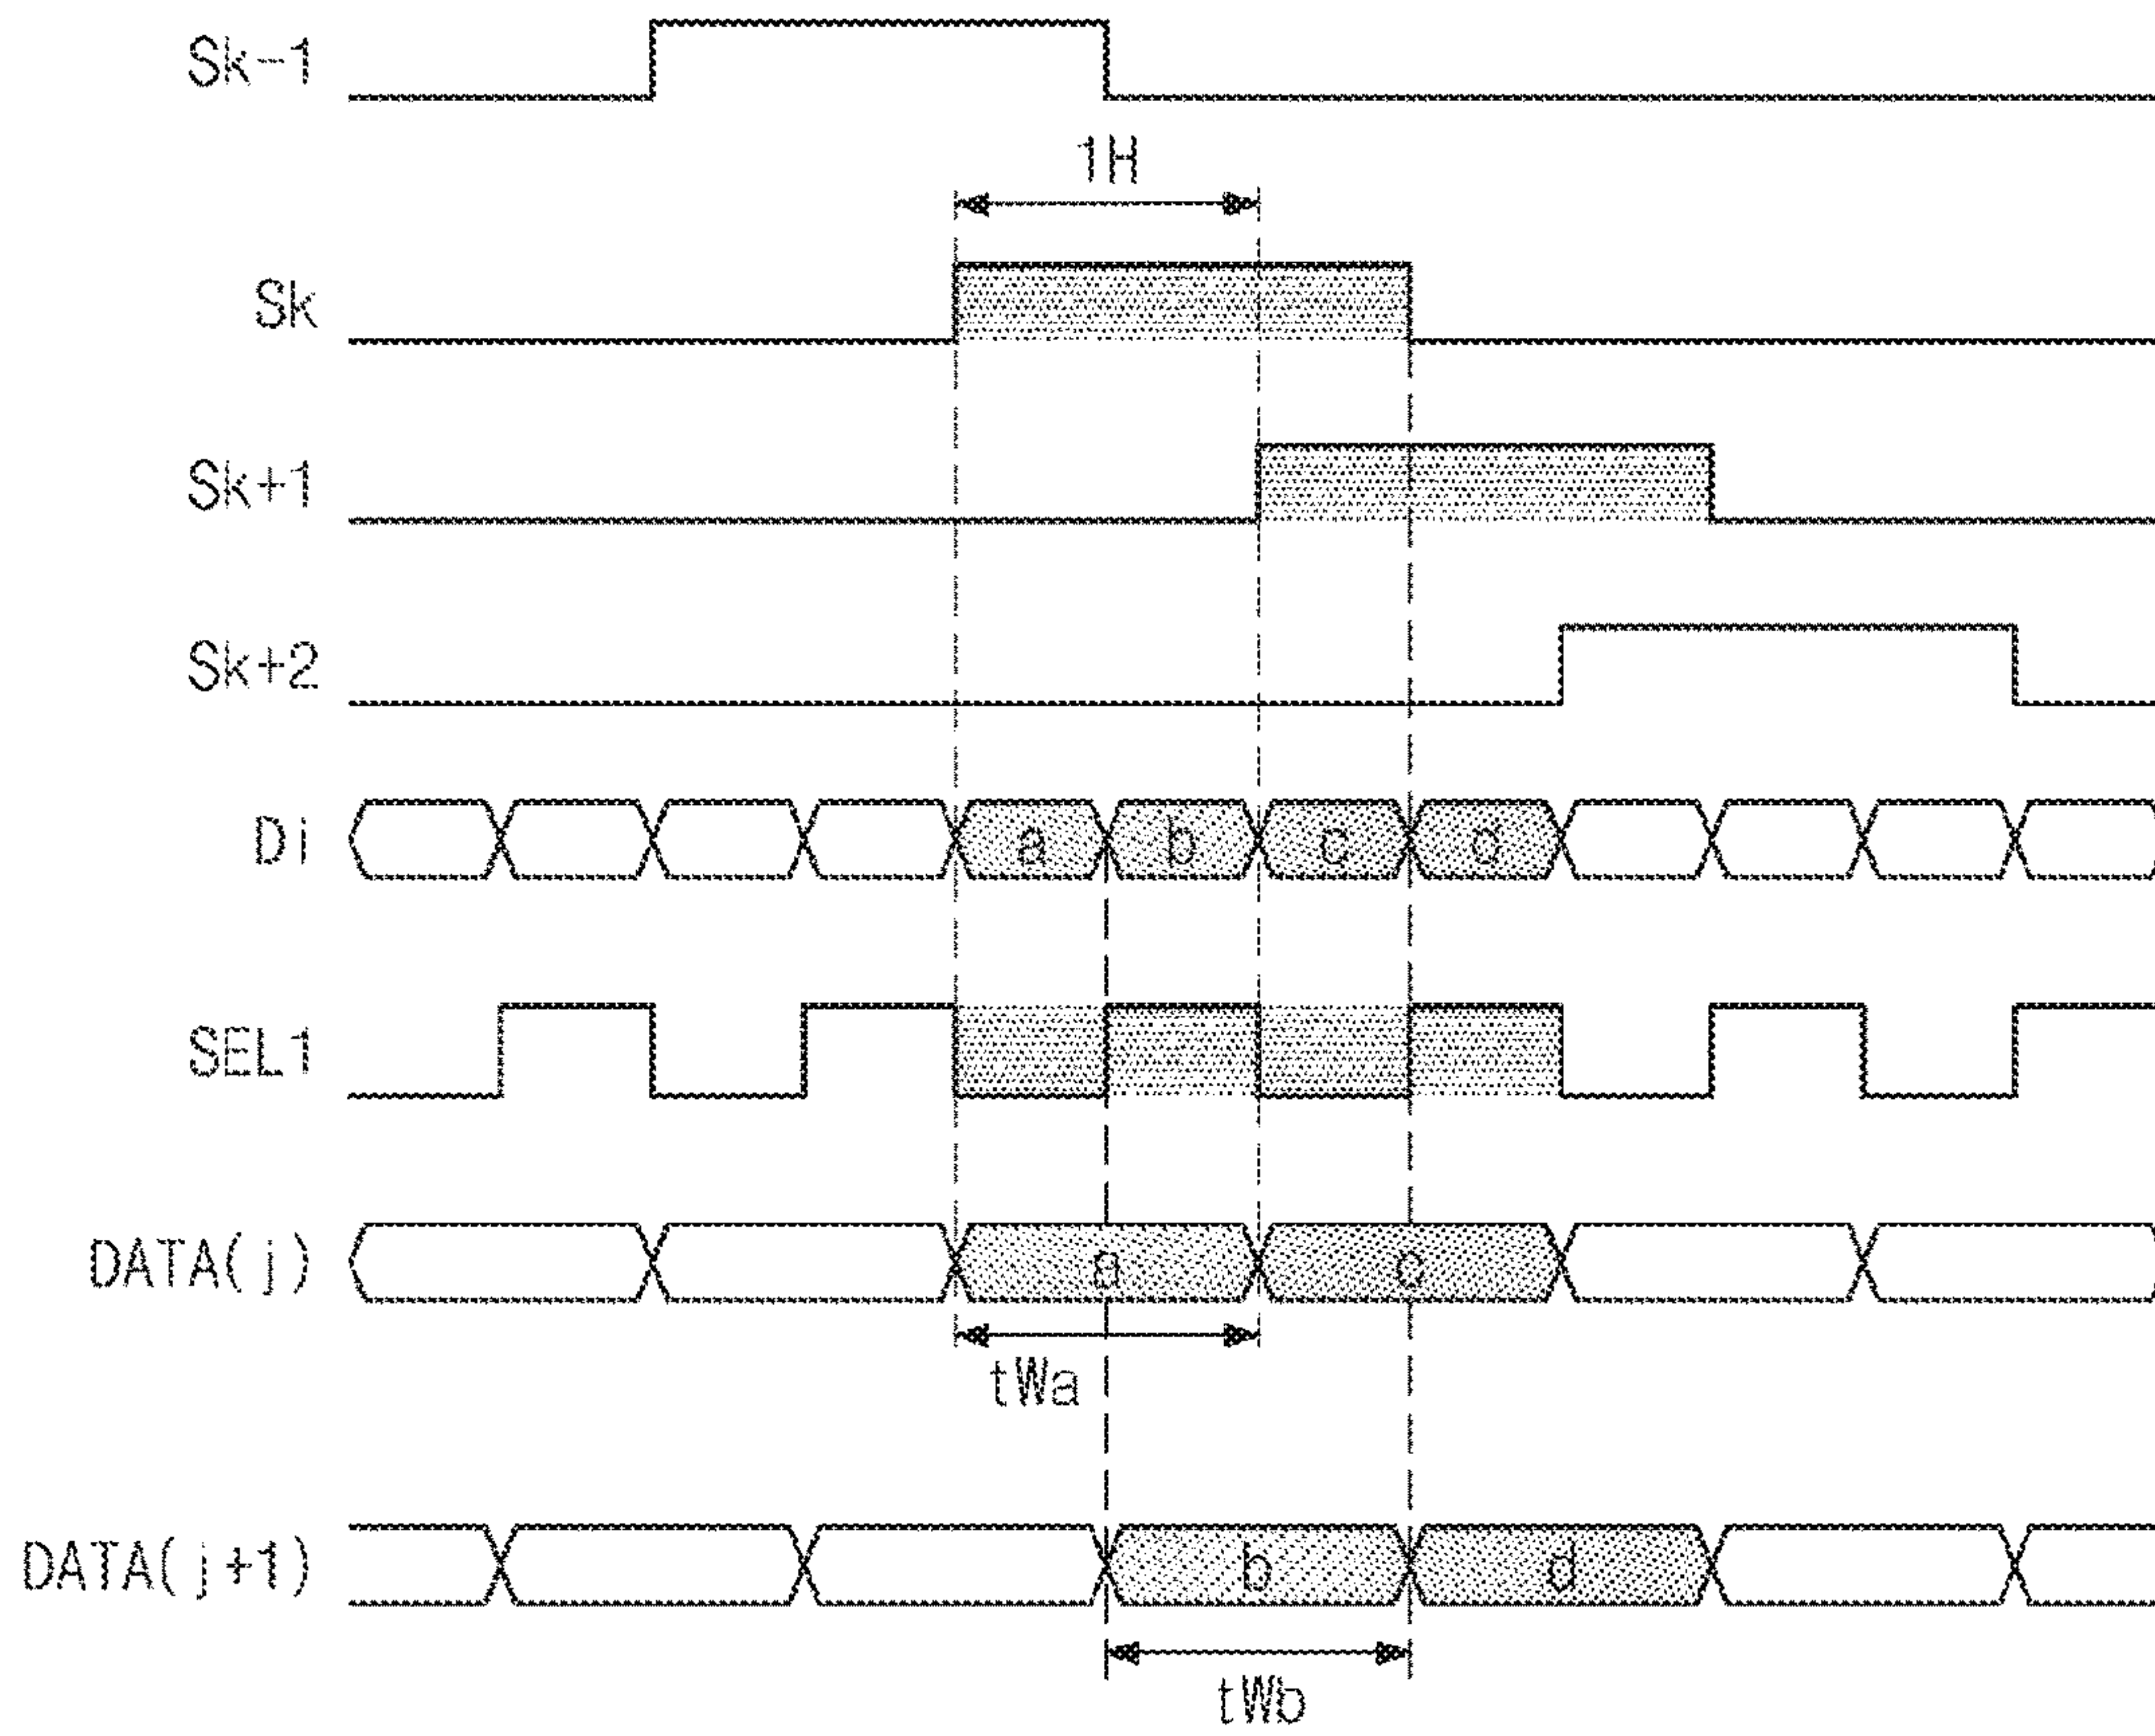 Sk-1
1H
Sk
Sk+1
Sk+2
Di a b c d
SEL1
DATA(j) a c
tWa
DATA(j+1) b d
tWb